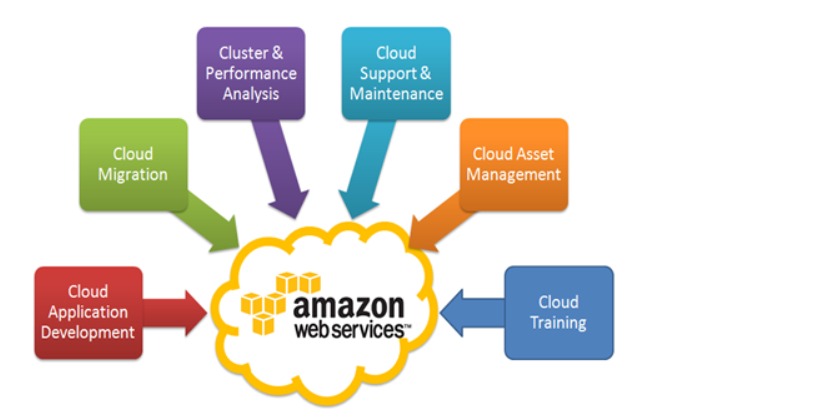 Cluster &
Performance
Analysis
Cloud
Support &
Maintenance
Cloud
Migration
Cloud Asset
Management
Cloud
Application
Development
amazon
web services™
Cloud
Training